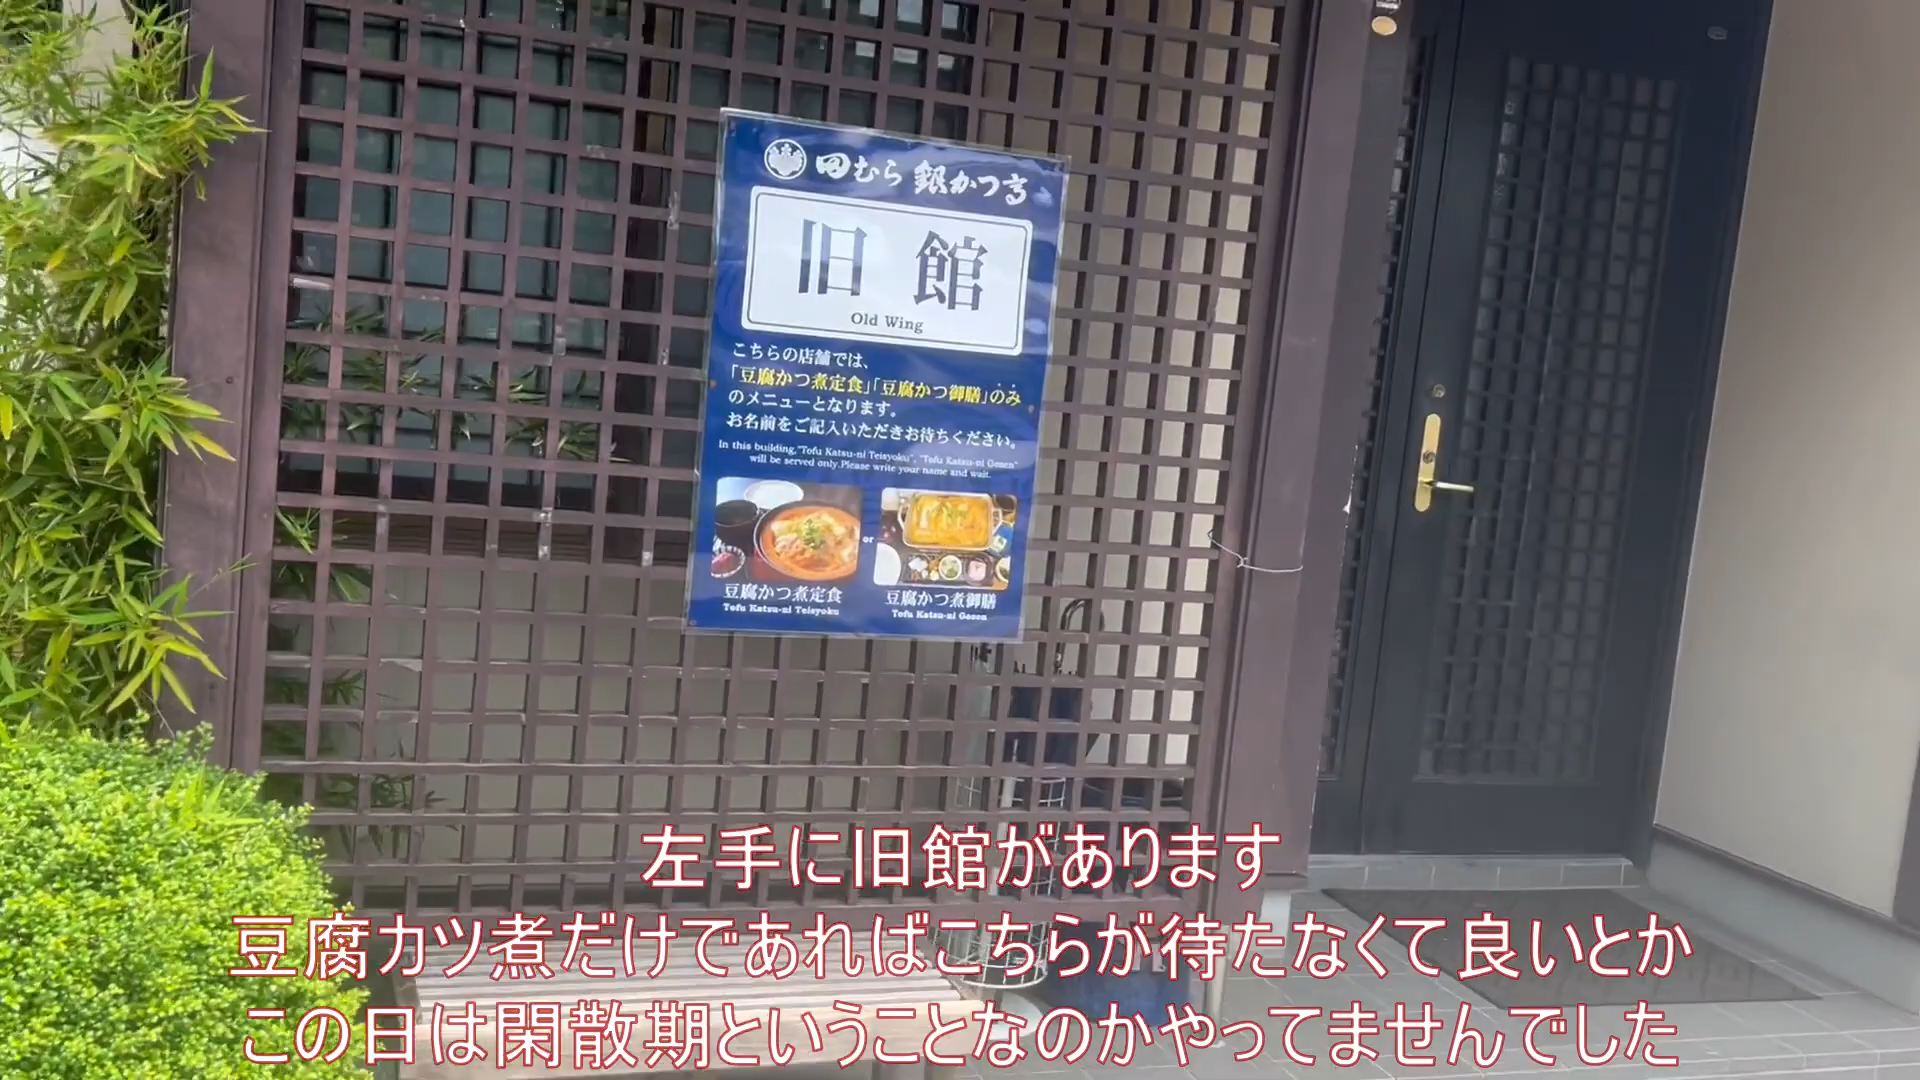 田むら 銀かつ亭
旧館
Old Wing
こちらの店舗では、
「豆腐かつ煮定食」「豆腐かつ御膳」のみ
のメニューとなります。
お名前をご記入いただきお待ちください。
In this building,"Tofu Katsu-ni Teisyoku", "Tofu Katsu-ni Gosen"
will be served only.Please write your name and wait.
or
豆腐かつ煮定食
Tofu Katsu-ni Teisyoku
豆腐かつ煮御膳
Tofu Katsu-ni Gosen
左手に旧館があります
豆腐カツ煮だけであればこちらが待たなくて良いとか
この日は閑散期ということなのかやってませんでした